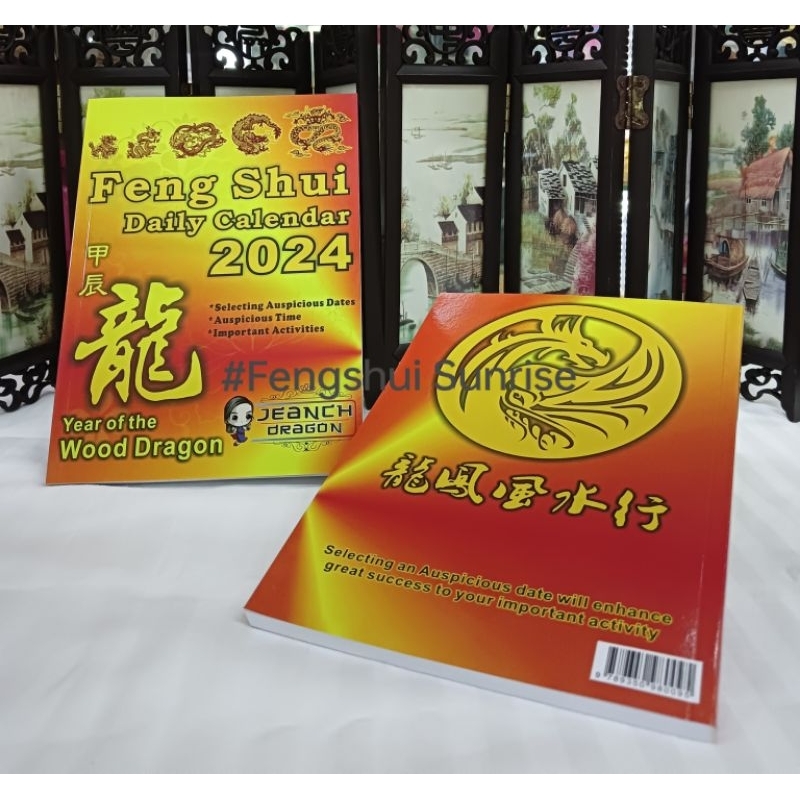 Feng Shui
Daily Calendar
2024
甲
辰
*Selecting Auspicious Dates
*Auspicious Time
*Important Activities
龍
Year of the
Wood Dragon
JEANCH
DRAGON
#Fengshui Sunrise
龍鳳風水行
Selecting an Auspicious date will enhance
great success to your important activity